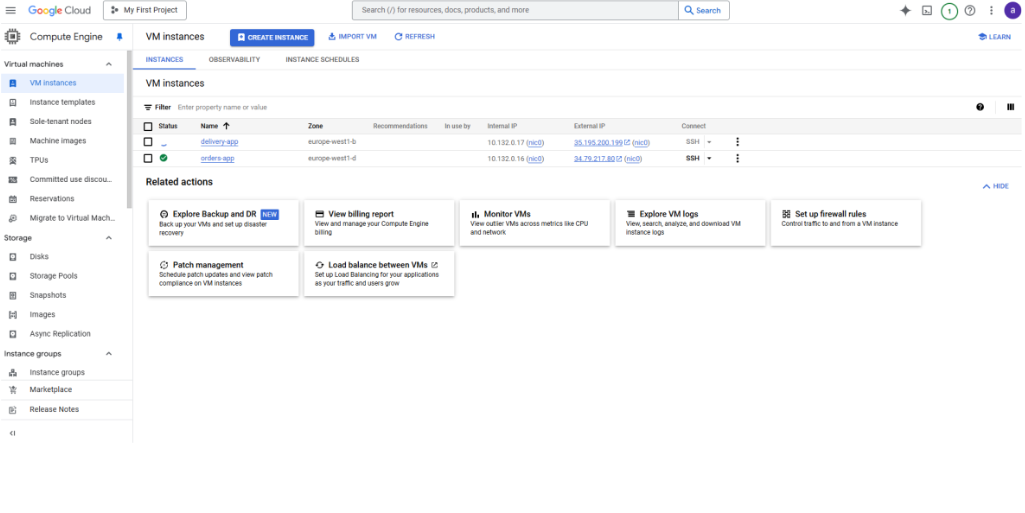 Google Cloud My First Project Search (/) for resources, docs, products, and more Search 1 a
Compute Engine
VM instances CREATE INSTANCE IMPORT VM REFRESH LEARN
Virtual machines
VM instances
Instance templates
Sole-tenant nodes
Machine images
TPUs
Committed use discou...
Reservations
Migrate to Virtual Mach...
Storage
Disks
Storage Pools
Snapshots
Images
Async Replication
Instance groups
Instance groups
Marketplace
Release Notes
INSTANCES OBSERVABILITY INSTANCE SCHEDULES
VM instances
Filter Enter property name or value
Status Name Zone Recommendations In use by Internal IP External IP Connect
delivery-app europe-west1-b 10.132.0.17 (nic0) 35.195.200.199 (nic0) SSH
orders-app europe-west1-d 10.132.0.16 (nic0) 34.79.217.80 (nic0) SSH
Related actions HIDE
Explore Backup and DR NEW
Back up your VMs and set up disaster
recovery
View billing report
View and manage your Compute Engine
billing
Monitor VMs
View outlier VMs across metrics like CPU
and network
Explore VM logs
View, search, analyze, and download VM
instance logs
Set up firewall rules
Control traffic to and from a VM instance
Patch management
Schedule patch updates and view patch
compliance on VM instances
Load balance between VMs
Set up Load Balancing for your applications
as your traffic and users grow